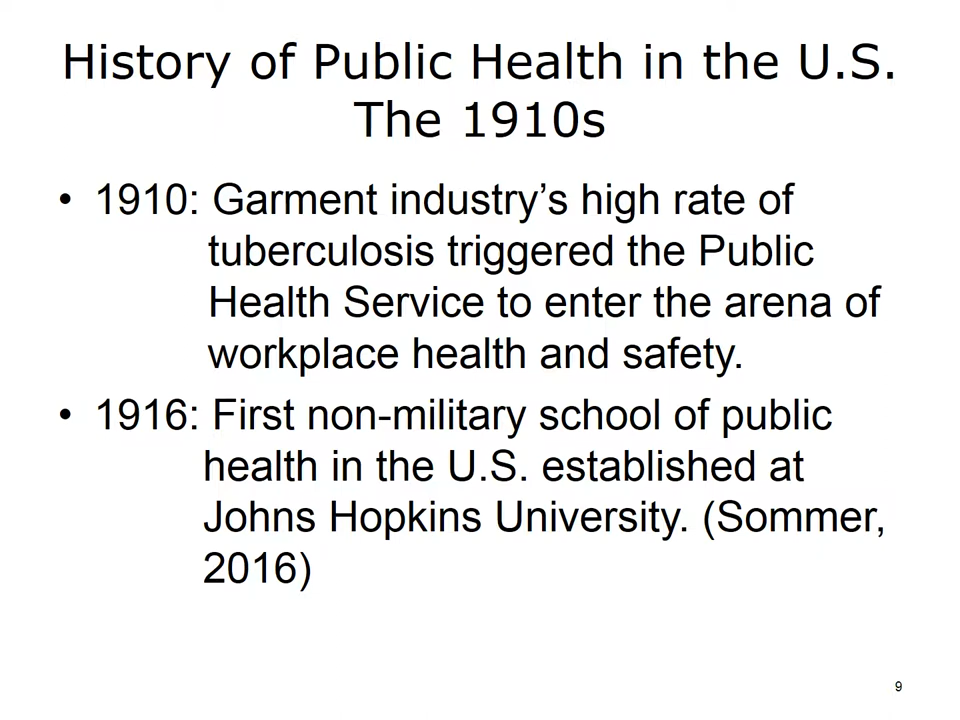 History of Public Health in the U.S.
The 1910s
• 1910: Garment industry’s high rate of
tuberculosis triggered the Public
Health Service to enter the arena of
workplace health and safety.
• 1916: First non-military school of public
health in the U.S. established at
Johns Hopkins University. (Sommer,
2016)
9